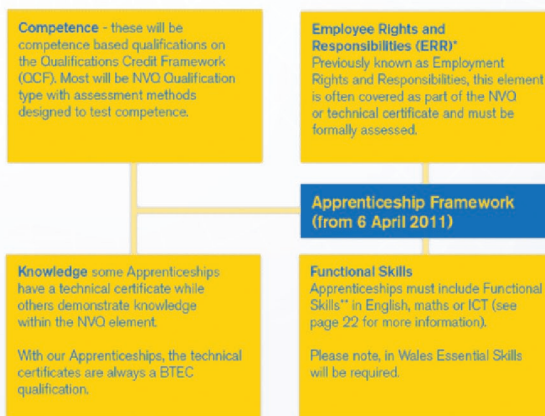 Competence - these will be
competence based qualifications on
the Qualifications Credit Framework
(QCF). Most will be NVQ Qualification
type with assessment methods
designed to test competence.
Employee Rights and
Responsibilities (ERR)*
Previously known as Employment
Rights and Responsibilities, this element
is often covered as part of the NVQ
or technical certificate and must be
formally assessed.
Apprenticeship Framework
(from 6 April 2011)
Knowledge some Apprenticeships
have a technical certificate while
others demonstrate knowledge
within the NVQ element.
With our Apprenticeships, the technical
certificates are always a BTEC
qualification.
Functional Skills
Apprenticeships must include Functional
Skills** in English, maths or ICT (see
page 22 for more information).
Please note, in Wales Essential Skills
will be required.